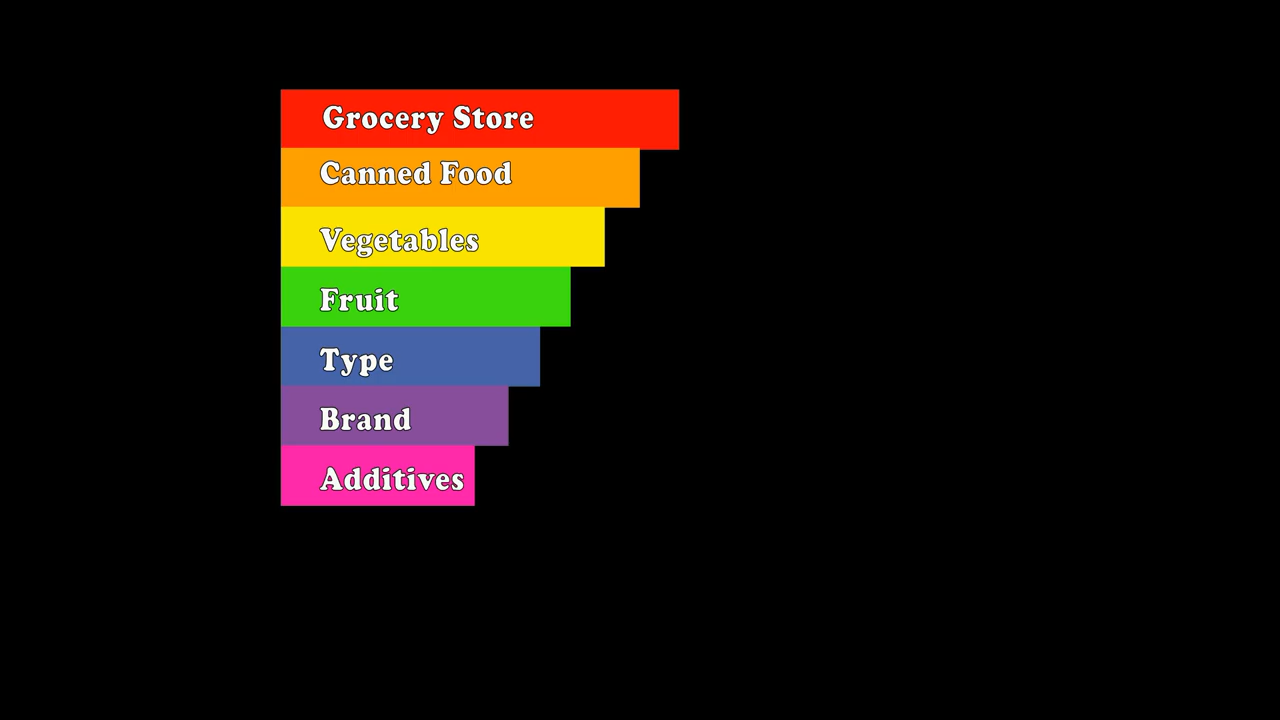 Grocery Store
Canned Food
Vegetables
Fruit
Type
Brand
Additives